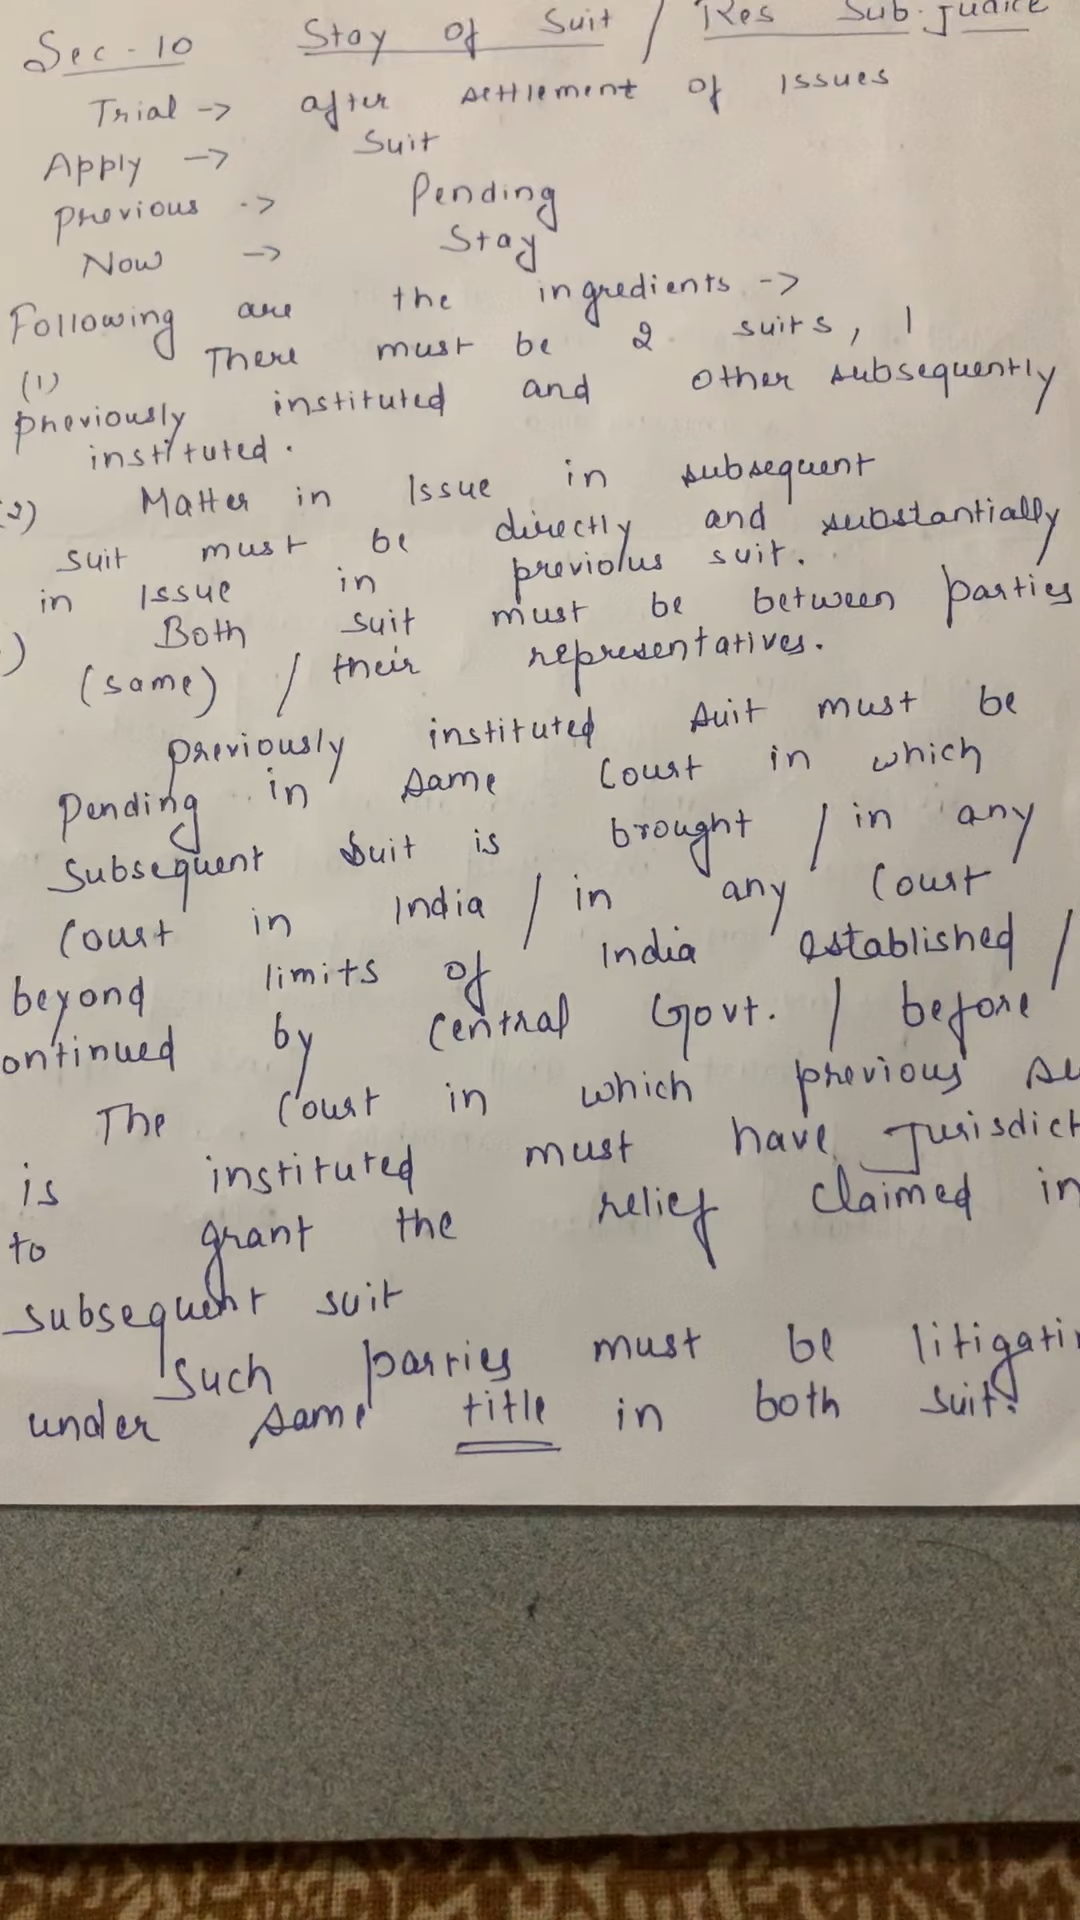 Sec-10 Stay of Suit / Res Sub-Judice
Trial -> after settlement of issues
Apply -> Suit
Previous -> Pending
Now -> Stay
Following are the ingredients ->
(1) There must be 2 suits, 1
previously instituted and other subsequently
instituted.
(2) Matter in Issue in subsequent
suit must be directly and substantially
in Issue in previolus suit.
) Both suit must be between parties
(same) / their representatives.
previously instituted suit must be
Pending in same Court in which
Subsequent suit is brought / in any
Court in India / in any Court
beyond limits of India established /
ontinued by Central Govt. / before
The Court in which previous su
is instituted must have Jurisdict
to grant the relief claimed in
subsequent suit
Such parties must be litigatin
under same title in both suit.